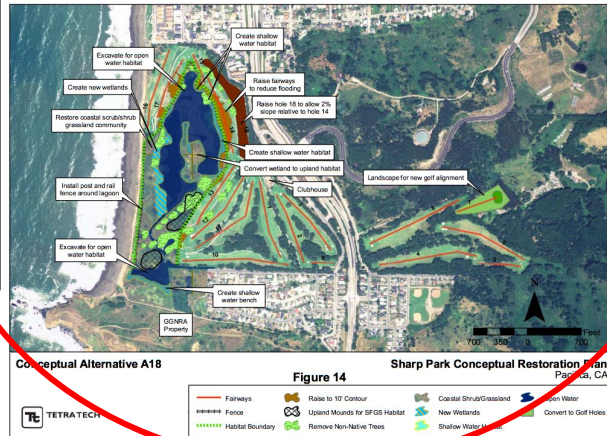 Create shallow
water habitat
Excavate for open
water habitat
Create new wetlands
Restore coastal scrub/shrub
grassland community
Raise fairways
to reduce flooding
Raise hole 18 to allow 2%
slope relative to hole 14
Create shallow water habitat
Convert wetland to upland habitat
Clubhouse
Landscape for new golf alignment
Install post and rail
fence around lagoon
Excavate for open
water habitat
Create shallow
water bench
GGNRA
Property
N
700 350 0 700
Feet
Conceptual Alternative A18
Sharp Park Conceptual Restoration Plan
Pacifica, CA
Figure 14
TETRATECH
Fairways
Fence
Habitat Boundary
Raise to 10' Contour
Upland Mounds for SFGS Habitat
Remove Non-Native Trees
Coastal Shrub/Grassland
New Wetlands
Shallow Water Habitat
Open Water
Convert to Golf Holes